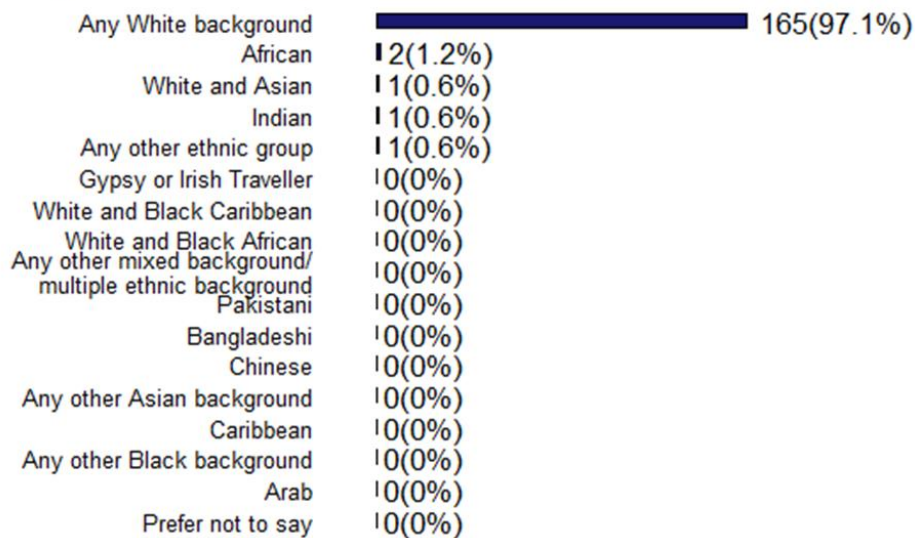 Any White background 165(97.1%)
African 2(1.2%)
White and Asian 1(0.6%)
Indian 1(0.6%)
Any other ethnic group 1(0.6%)
Gypsy or Irish Traveller 0(0%)
White and Black Caribbean 0(0%)
White and Black African 0(0%)
Any other mixed background/
multiple ethnic background 0(0%)
Pakistani 0(0%)
Bangladeshi 0(0%)
Chinese 0(0%)
Any other Asian background 0(0%)
Caribbean 0(0%)
Any other Black background 0(0%)
Arab 0(0%)
Prefer not to say 0(0%)